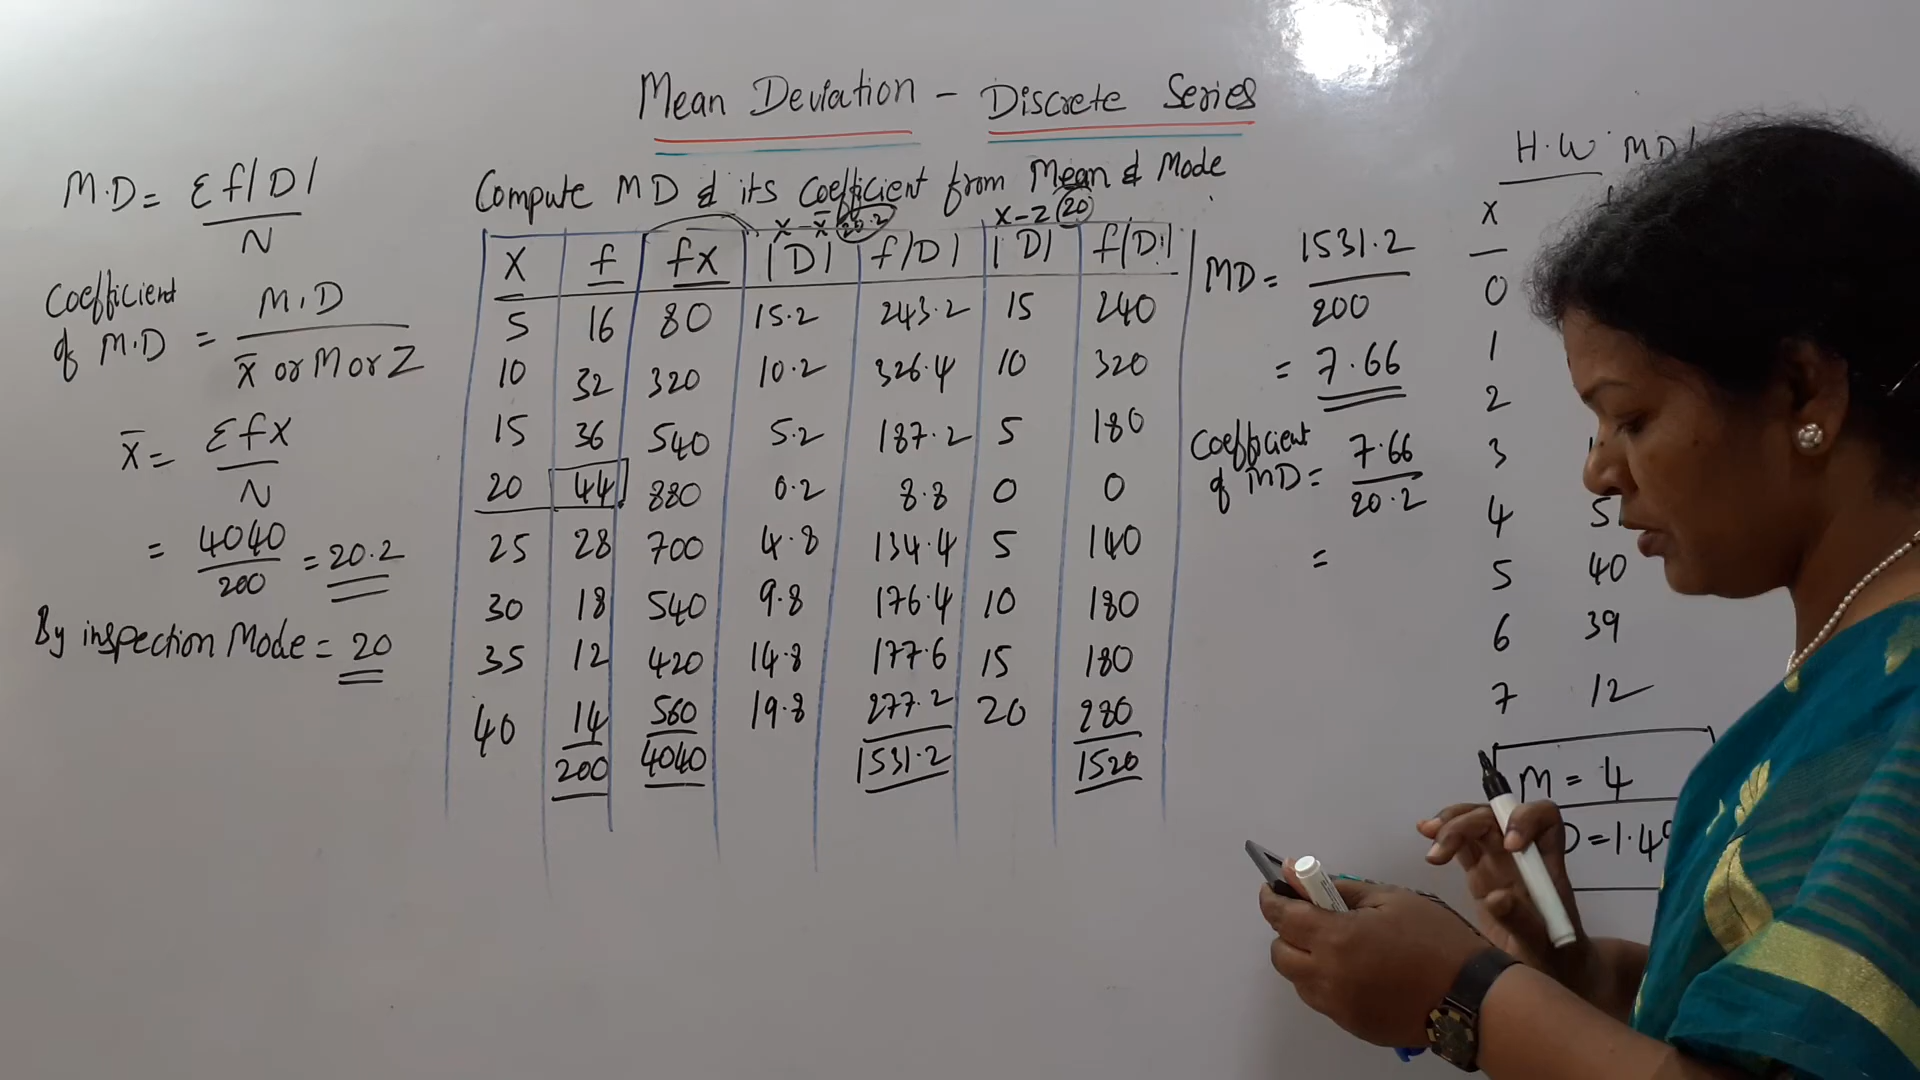 Mean Deviation - Discrete Series
M.D = Σ f|D| / N
Coefficient of M.D = M.D / x̄ or M or Z
x̄ = Σfx / N
= 4040 / 200 = 20.2
By inspection Mode = 20
Compute MD & its coefficient from Mean & Mode
x - x̄ 20.2 x - z 20
X f fx |D| f|D| |D| f|D|
5 16 80 15.2 243.2 15 240
10 32 320 10.2 326.4 10 320
15 36 540 5.2 187.2 5 180
20 44 880 0.2 8.8 0 0
25 28 700 4.8 134.4 5 140
30 18 540 9.8 176.4 10 180
35 12 420 14.8 177.6 15 180
40 14 560 19.8 277.2 20 280
200 4040 1531.2 1520
MD = 1531.2 / 200
= 7.66
Coefficient of MD = 7.66 / 20.2
=
H.W MD
x
0
1
2
3
4 5
5 40
6 39
7 12
M = 4
D = 1.4